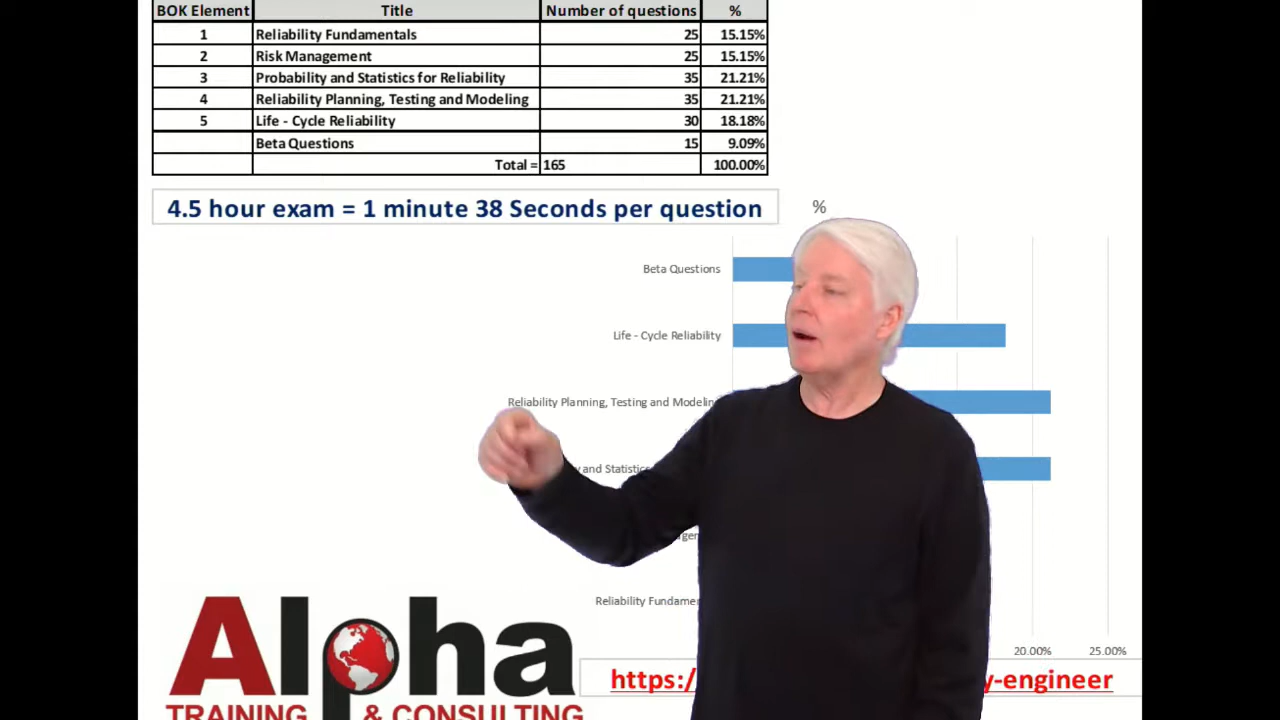 BOK Element Title Number of questions %
1 Reliability Fundamentals 25 15.15%
2 Risk Management 25 15.15%
3 Probability and Statistics for Reliability 35 21.21%
4 Reliability Planning, Testing and Modeling 35 21.21%
5 Life - Cycle Reliability 30 18.18%
Beta Questions 15 9.09%
Total = 165 100.00%
4.5 hour exam = 1 minute 38 Seconds per question
%
Beta Questions
Life - Cycle Reliability
Reliability Planning, Testing and
and Statistics
Reliability
20.00% 25.00%
Alpha
TRAINING & CONSULTING
https:/ -engineer